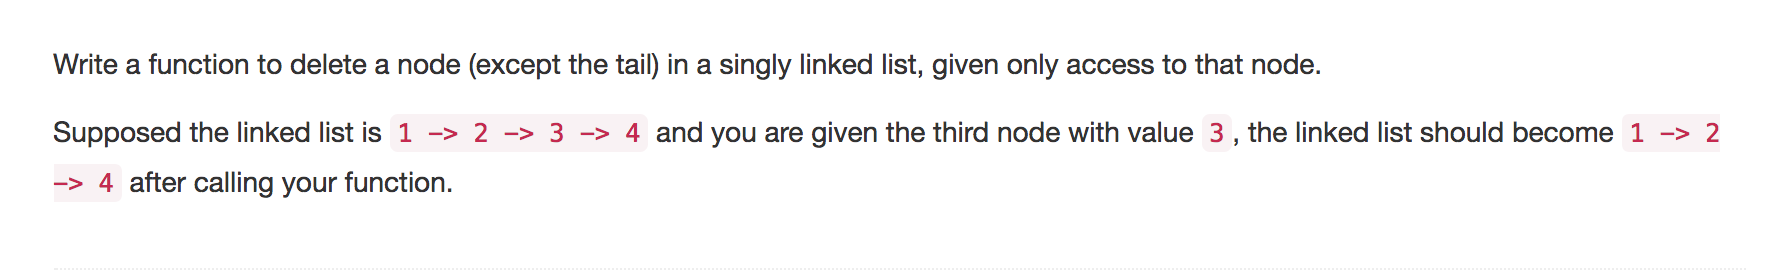 Write a function to delete a node (except the tail) in a singly linked list, given only access to that node.
Supposed the linked list is 1 -> 2 -> 3 -> 4 and you are given the third node with value 3, the linked list should become 1 -> 2
-> 4 after calling your function.